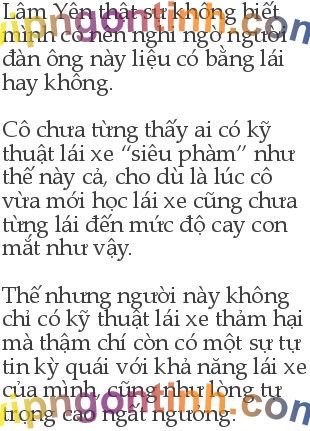 Lâm Yên thật sự không biết
mình có nên nghi ngờ người
đàn ông này liệu có bằng lái
hay không.
Cô chưa từng thấy ai có kỹ
thuật lái xe “siêu phàm” như
thế này cả, cho dù là lúc cô
vừa mới học lái xe cũng chưa
từng lái đến mức độ cay con
mắt như vậy.
Thế nhưng người này không
chỉ có kỹ thuật lái xe thảm hại
mà thậm chí còn có một sự tự
tin kỳ quái với khả năng lái xe
của mình, cũng như lòng tự
trọng cao ngất ngưởng.
vipngontinh.com
vipngontinh.com